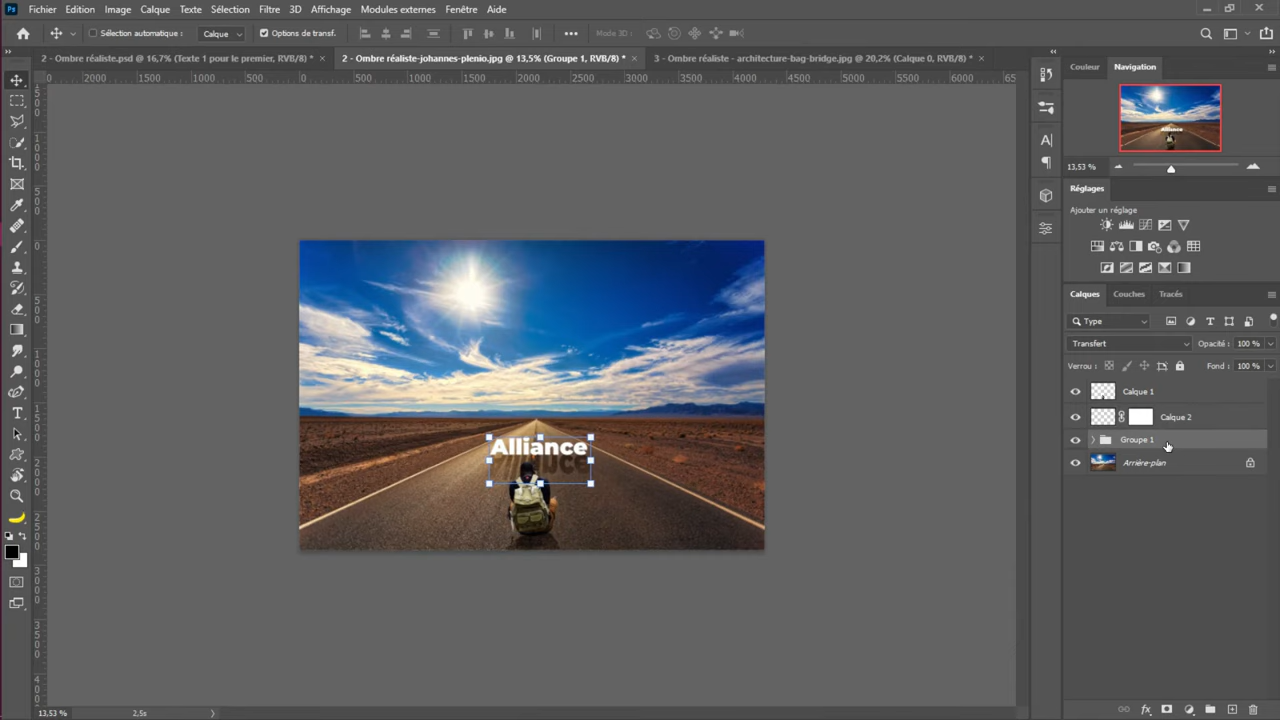 Ps Fichier Edition Image Calque Texte Sélection Filtre 3D Affichage Modules externes Fenêtre Aide
Sélection automatique : Calque Options de transf. Mode 3D :
2 - Ombre réaliste.psd @ 16,7% (Texte 1 pour le premier, RVB/8) * 2 - Ombre réaliste-johannes-plenio.jpg @ 13,5% (Groupe 1, RVB/8) * 3 - Ombre réaliste - architecture-bag-bridge.jpg @ 20,2% (Calque 0, RVB/8) *
Couleur Navigation
2000 1500 1000 500 0 500 1000 1500 2000 2500 3000 3500 4000 4500 5000 5500 6000 65
Alliance
13,53 %
Réglages
Ajouter un réglage
Calques Couches Tracés
Type
Transfert Opacité : 100 %
Verrou : Fond : 100 %
Calque 1
Calque 2
Groupe 1
Arrière-plan
Alliance
13,53 % 2,5s